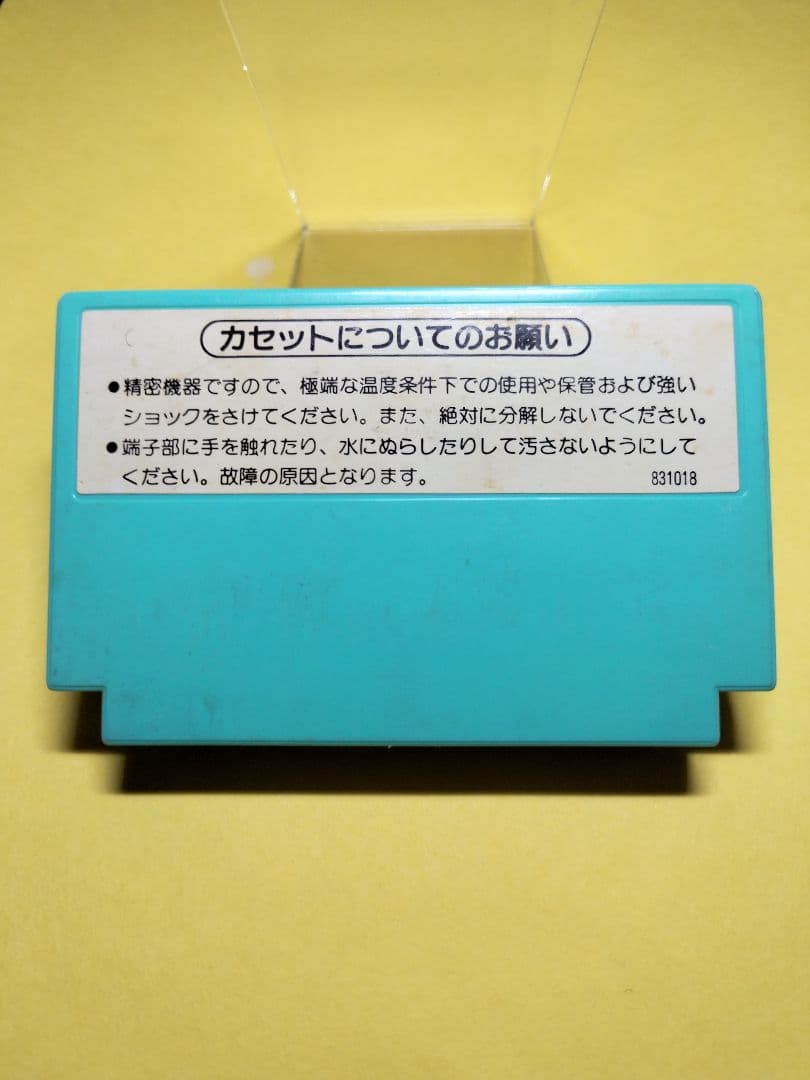 カセットについてのお願い
●精密機器ですので、極端な温度条件下での使用や保管および強い
ショックをさけてください。また、絶対に分解しないでください。
●端子部に手を触れたり、水にぬらしたりして汚さないようにして
ください。故障の原因となります。
831018